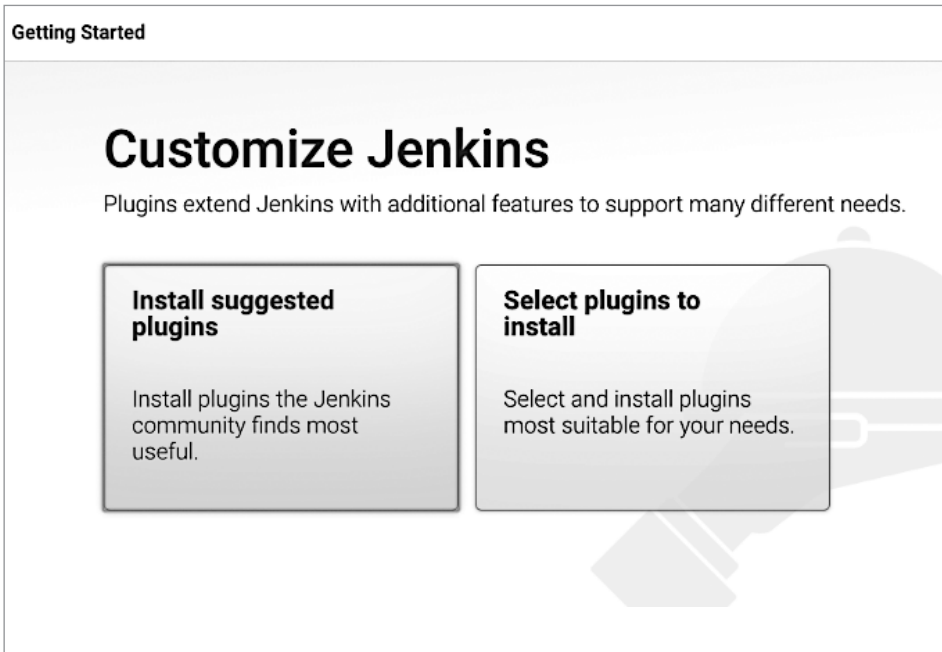 Getting Started
Customize Jenkins
Plugins extend Jenkins with additional features to support many different needs.
Install suggested
plugins
Install plugins the Jenkins
community finds most
useful.
Select plugins to
install
Select and install plugins
most suitable for your needs.